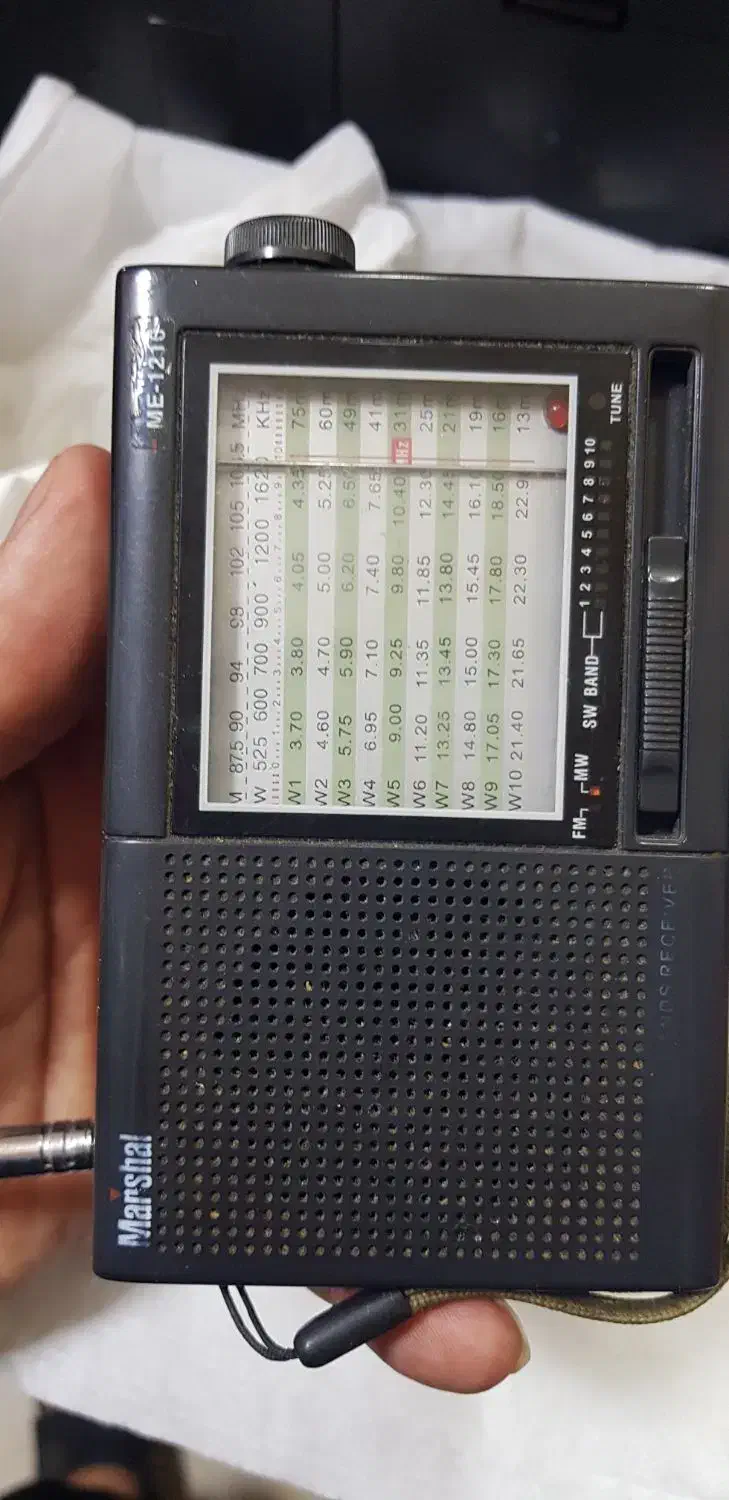 Marshal
ME-1216
M 87.5 90 94 98 102 105 108.5 MHz
W 525 600 700 900 1200 1620 KHz
W1 3.70 3.80 4.05 4.35 75m
W2 4.60 4.70 5.00 5.25 60m
W3 5.75 5.90 6.20 6.50 49m
W4 6.95 7.10 7.40 7.65 41m
W5 9.00 9.25 9.80 10.40 MHz 31m
W6 11.20 11.35 11.85 12.30 25m
W7 13.25 13.45 13.80 14.45 21m
W8 14.80 15.00 15.45 16.1 19m
W9 17.05 17.30 17.80 18.50 16m
W10 21.40 21.65 22.30 22.9 13m
FM MW SW BAND 1 2 3 4 5 6 7 8 9 10 TUNE
RECEIVER